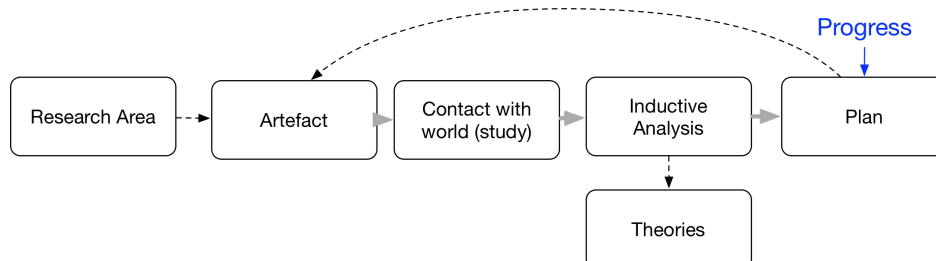 Progress
Research Area
Artefact
Contact with
world (study)
Inductive
Analysis
Plan
Theories